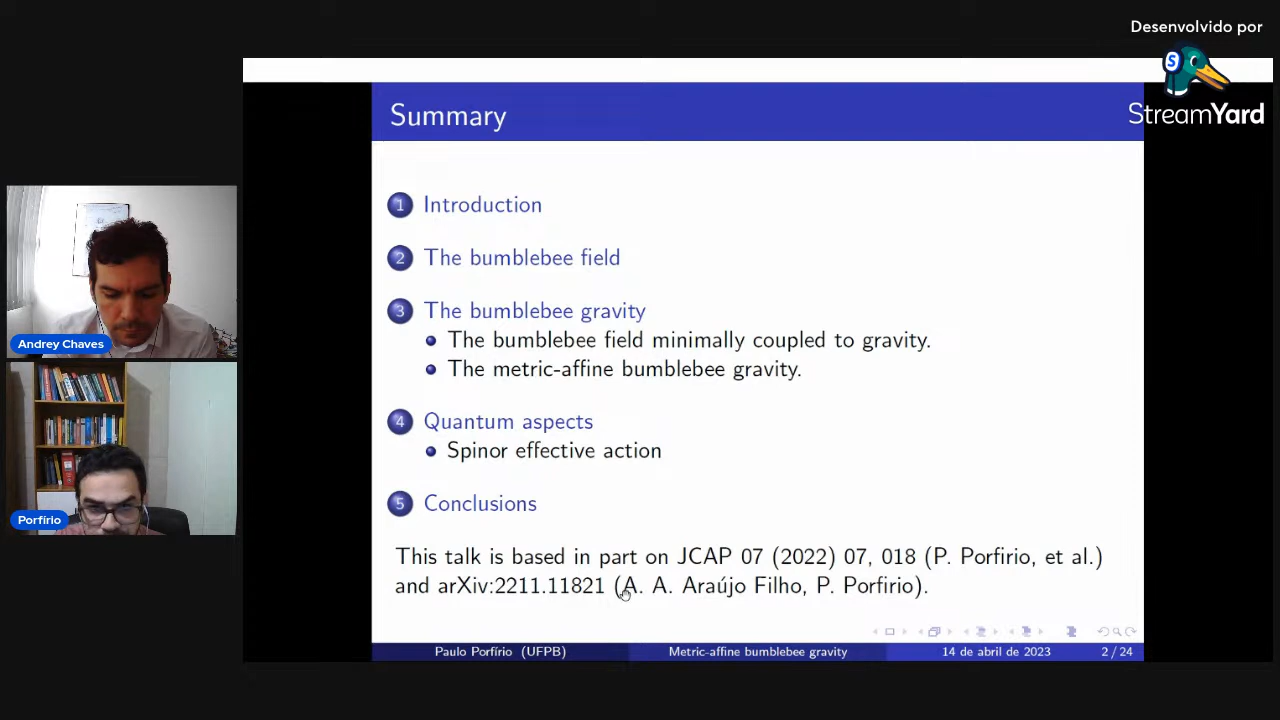 Desenvolvido por
StreamYard
Summary
1 Introduction
2 The bumblebee field
3 The bumblebee gravity
The bumblebee field minimally coupled to gravity.
The metric-affine bumblebee gravity.
4 Quantum aspects
Spinor effective action
5 Conclusions
This talk is based in part on JCAP 07 (2022) 07, 018 (P. Porfirio, et al.)
and arXiv:2211.11821 (A. A. Araújo Filho, P. Porfirio).
Paulo Porfírio (UFPB) Metric-affine bumblebee gravity 14 de abril de 2023 2 / 24
Andrey Chaves
Porfírio